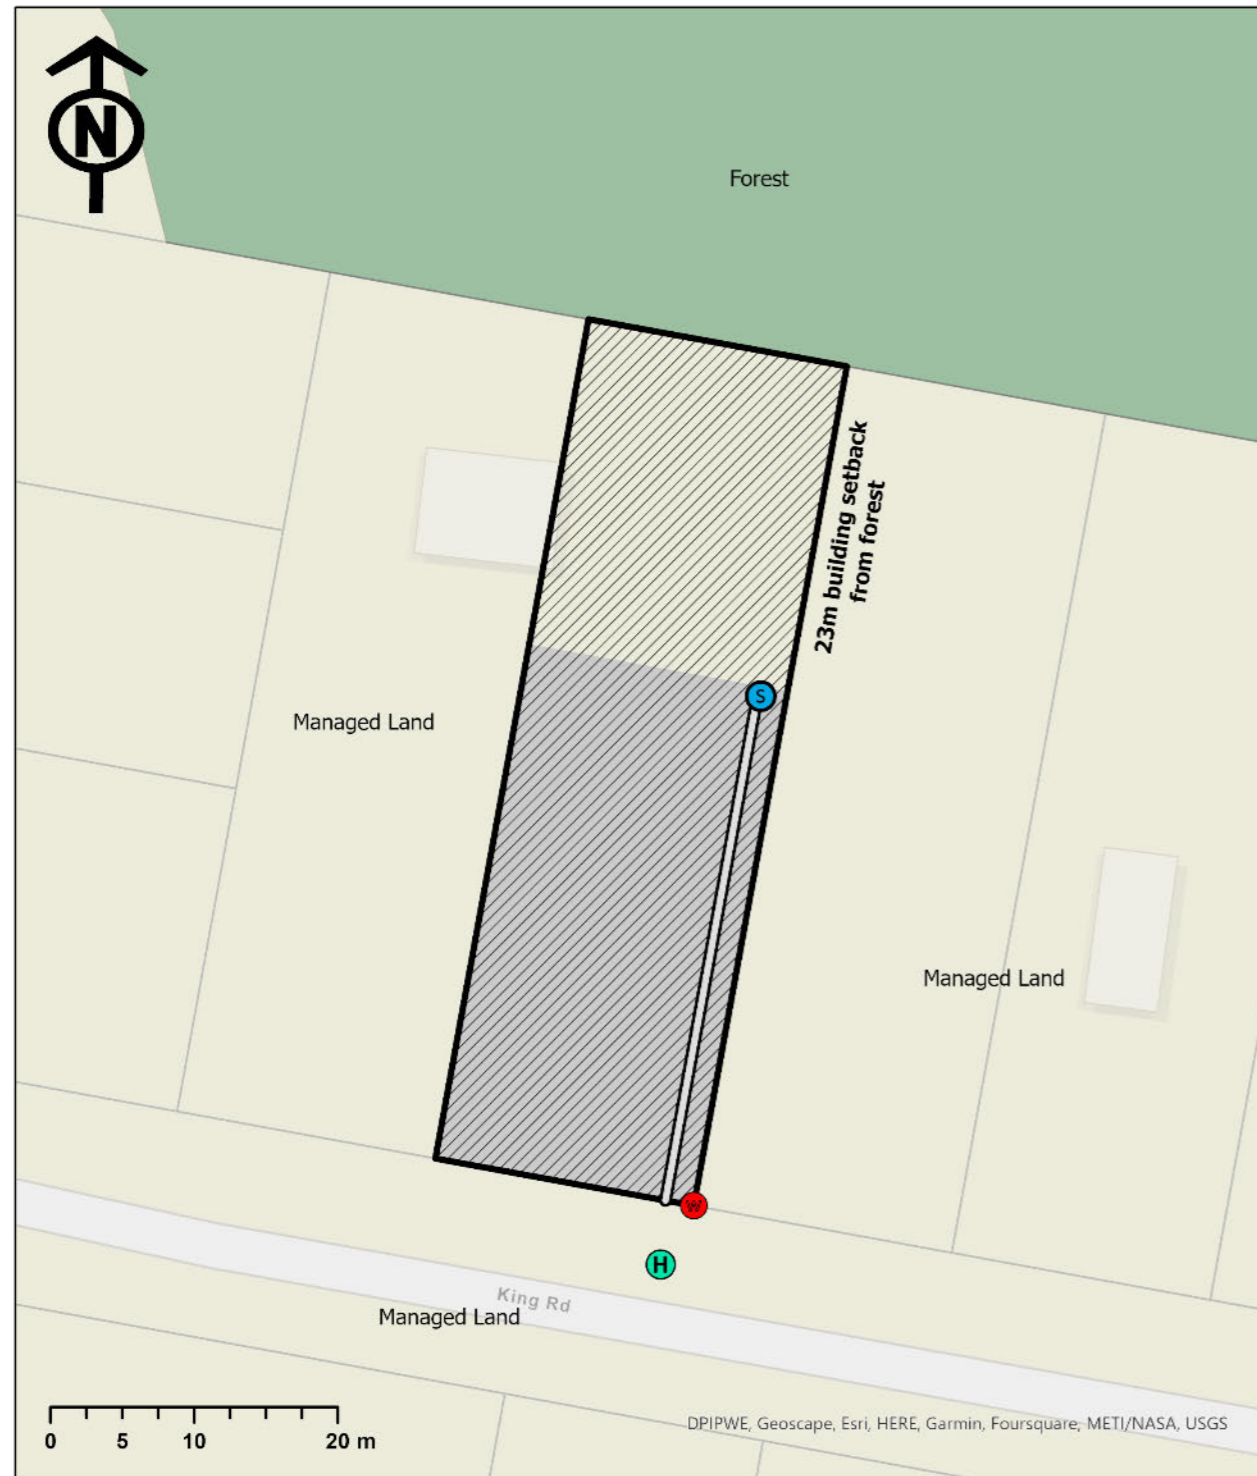 N
Forest
23m building setback
from forest
S
Managed Land
Managed Land
W
H
King Rd
Managed Land
0 5 10 20 m
DPIPWE, Geoscape, Esri, HERE, Garmin, Foursquare, METI/NASA, USGS